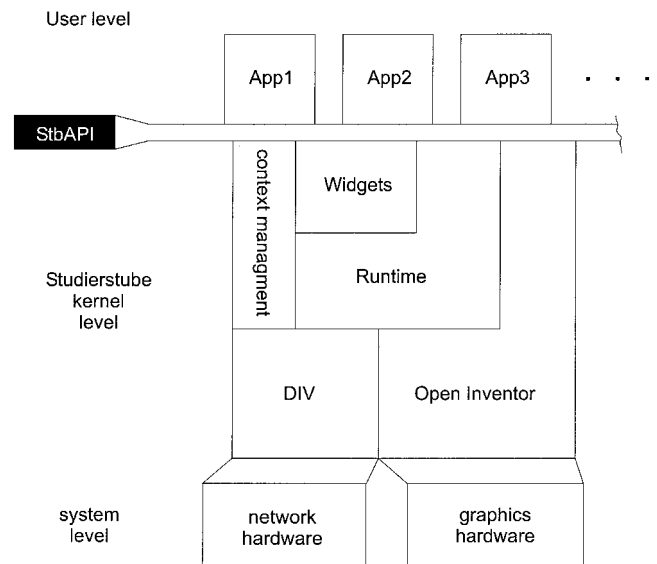 User level
App1
App2
App3
. . .
StbAPI
context managment
Widgets
Studierstube
kernel
level
Runtime
DIV
Open Inventor
system
level
network
hardware
graphics
hardware